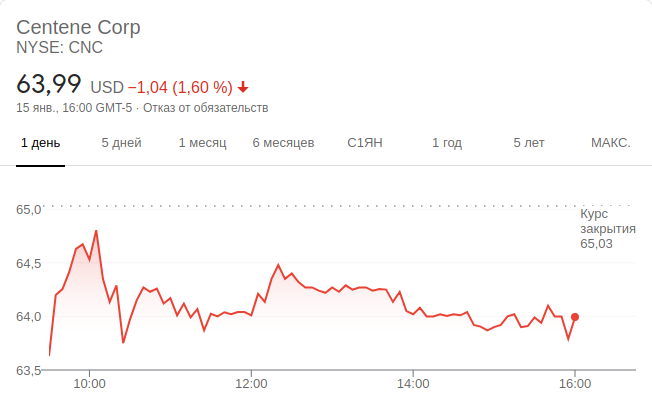 Centene Corp
NYSE: CNC
63,99 USD −1,04 (1,60 %)
15 янв., 16:00 GMT-5 · Отказ от обязательств
1 день 5 дней 1 месяц 6 месяцев С1ЯН 1 год 5 лет МАКС.
65,0
Курс
закрытия
65,03
64,5
64,0
63,5
10:00 12:00 14:00 16:00